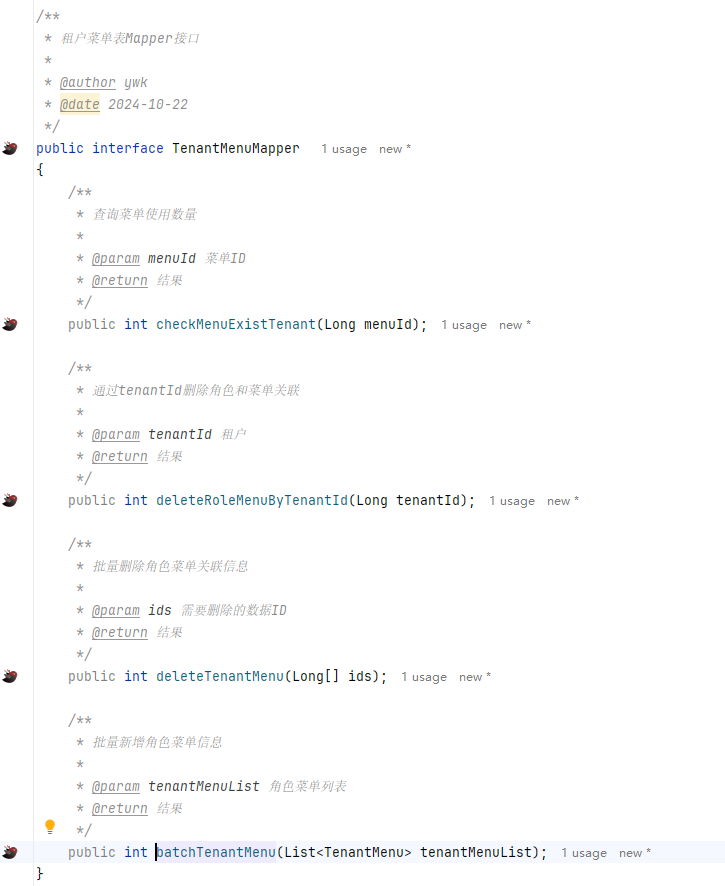 /**
 * 租户菜单表Mapper接口
 *
 * @author ywk
 * @date 2024-10-22
 */
public interface TenantMenuMapper 1 usage new *
{
    /**
     * 查询菜单使用数量
     *
     * @param menuId 菜单ID
     * @return 结果
     */
    public int checkMenuExistTenant(Long menuId); 1 usage new *

    /**
     * 通过tenantId删除角色和菜单关联
     *
     * @param tenantId 租户
     * @return 结果
     */
    public int deleteRoleMenuByTenantId(Long tenantId); 1 usage new *

    /**
     * 批量删除角色菜单关联信息
     *
     * @param ids 需要删除的数据ID
     * @return 结果
     */
    public int deleteTenantMenu(Long[] ids); 1 usage new *

    /**
     * 批量新增角色菜单信息
     *
     * @param tenantMenuList 角色菜单列表
     * @return 结果
     */
    public int batchTenantMenu(List<TenantMenu> tenantMenuList); 1 usage new *
}